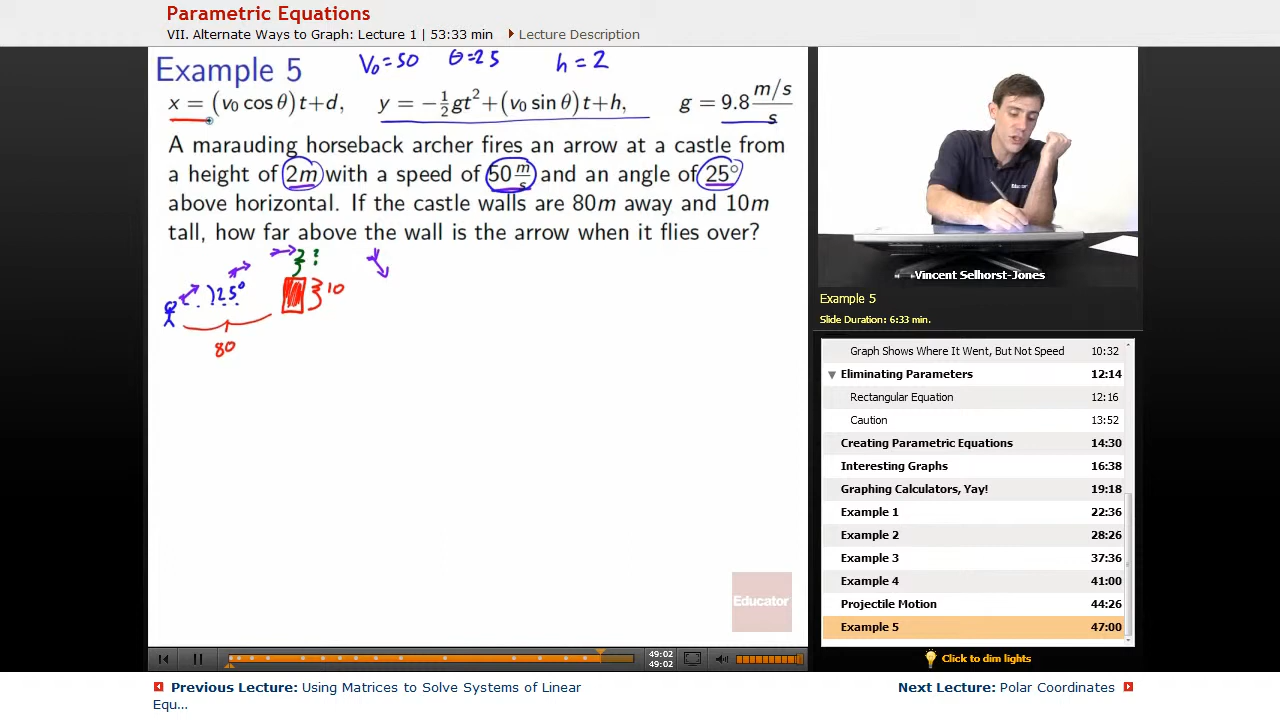 Parametric Equations
VII. Alternate Ways to Graph: Lecture 1 | 53:33 min
Lecture Description
Example 5
V₀=50 θ=25 h=2
x = (v₀ cos θ)t+d, y = −½gt²+(v₀ sin θ)t+h, g = 9.8 m/s/s
A marauding horseback archer fires an arrow at a castle from
a height of 2m with a speed of 50 m/s and an angle of 25°
above horizontal. If the castle walls are 80m away and 10m
tall, how far above the wall is the arrow when it flies over?
?
25°
10
80
Educator
Educator
Vincent Selhorst-Jones
Example 5
Slide Duration: 6:33 min.
Graph Shows Where It Went, But Not Speed 10:32
Eliminating Parameters 12:14
Rectangular Equation 12:16
Caution 13:52
Creating Parametric Equations 14:30
Interesting Graphs 16:38
Graphing Calculators, Yay! 19:18
Example 1 22:36
Example 2 28:26
Example 3 37:36
Example 4 41:00
Projectile Motion 44:26
Example 5 47:00
49:02
49:02
Click to dim lights
Previous Lecture: Using Matrices to Solve Systems of Linear
Equ...
Next Lecture: Polar Coordinates